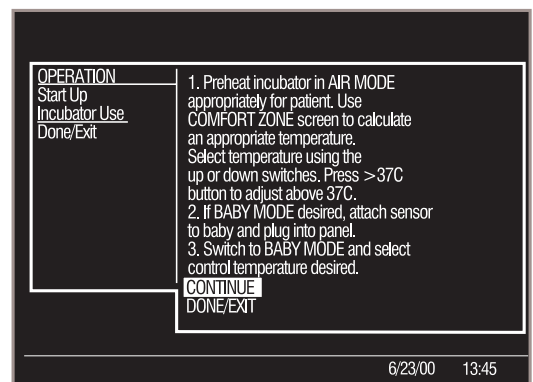 OPERATION
Start Up
Incubator Use
Done/Exit
1. Preheat incubator in AIR MODE
appropriately for patient. Use
COMFORT ZONE screen to calculate
an appropriate temperature.
Select temperature using the
up or down switches. Press >37C
button to adjust above 37C.
2. If BABY MODE desired, attach sensor
to baby and plug into panel.
3. Switch to BABY MODE and select
control temperature desired.
CONTINUE
DONE/EXIT
6/23/00 13:45